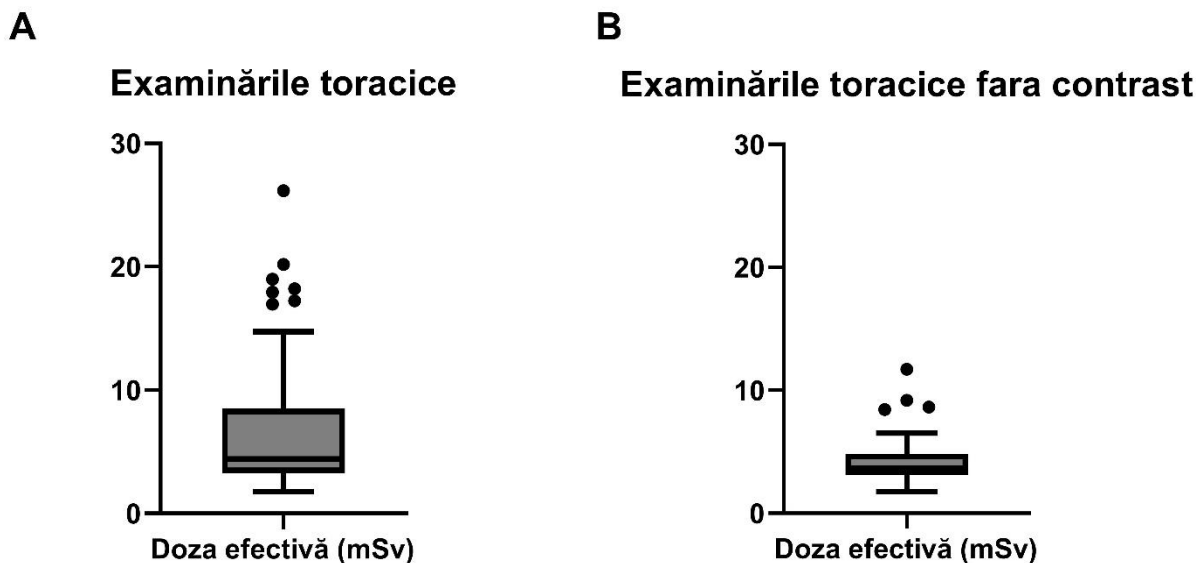 A
Examinările toracice
30
20
10
0
Doza efectivă (mSv)
B
Examinările toracice fara contrast
30
20
10
0
Doza efectivă (mSv)